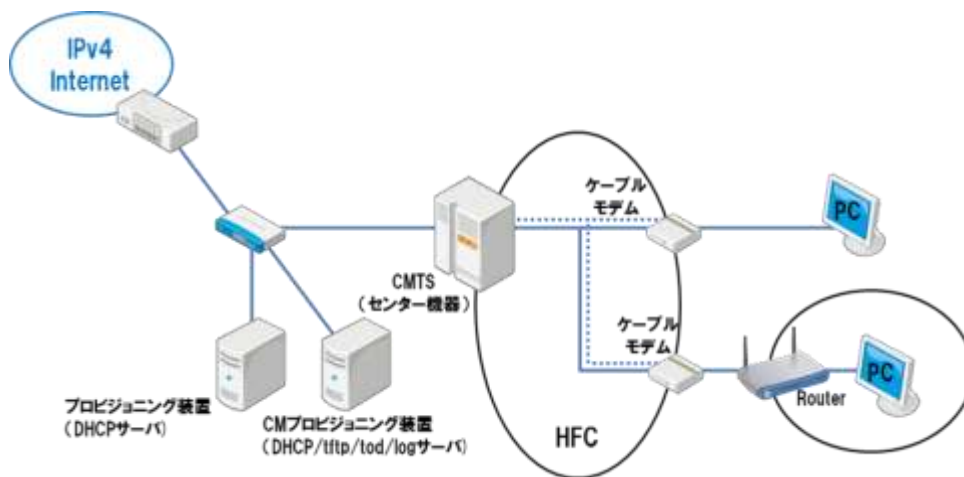 IPv4
Internet
ケーブル
モデム
PC
CMTS
(センター機器)
ケーブル
モデム
PC
Router
プロビジョニング装置
(DHCPサーバ)
CMプロビジョニング装置
(DHCP/tftp/tod/logサーバ)
HFC